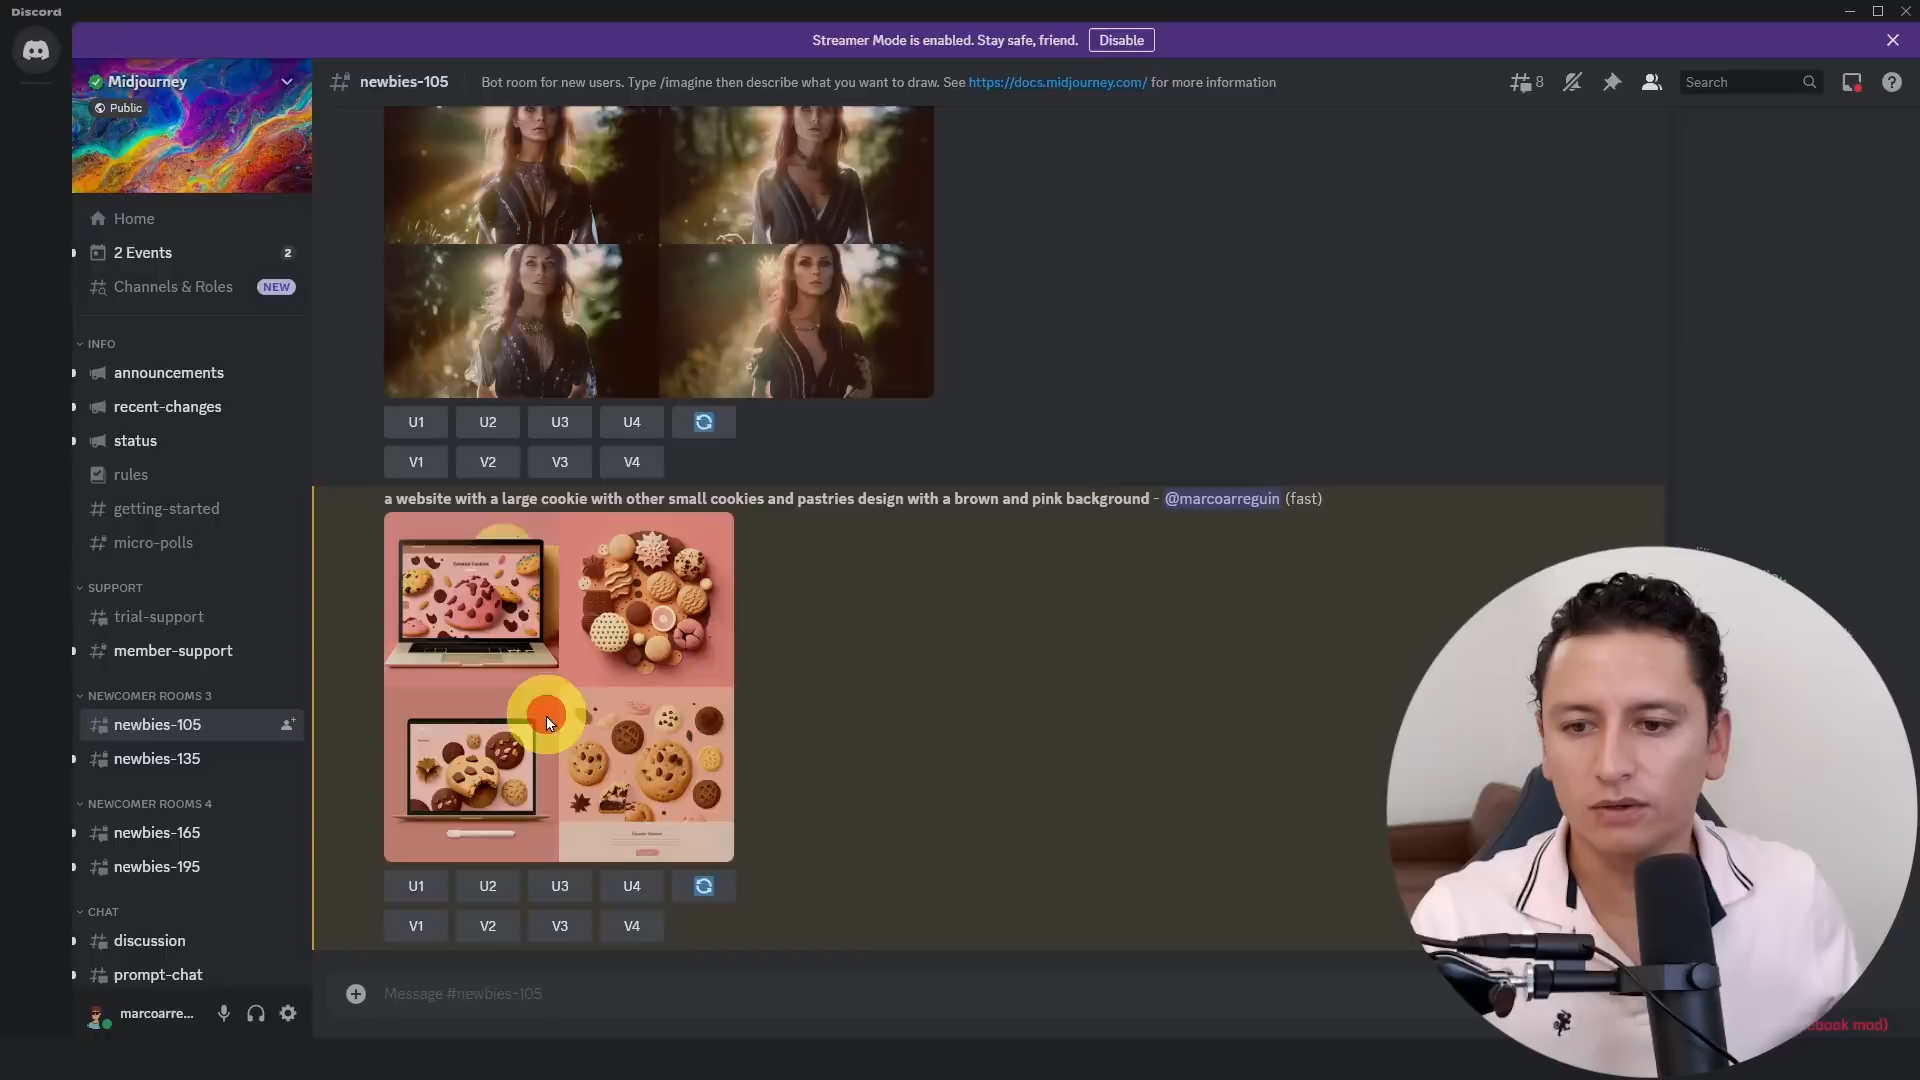 Discord
Streamer Mode is enabled. Stay safe, friend. Disable
Midjourney
Public
newbies-105 Bot room for new users. Type /imagine then describe what you want to draw. See https://docs.midjourney.com/ for more information 8 Search
Home
2 Events 2
Channels & Roles NEW
INFO
announcements
recent-changes
status
rules
getting-started
micro-polls
SUPPORT
trial-support
member-support
NEWCOMER ROOMS 3
newbies-105
newbies-135
NEWCOMER ROOMS 4
newbies-165
newbies-195
CHAT
discussion
prompt-chat
marcoarre...
U1 U2 U3 U4
V1 V2 V3 V4
a website with a large cookie with other small cookies and pastries design with a brown and pink background - @marcoarreguin (fast)
U1 U2 U3 U4
V1 V2 V3 V4
Message #newbies-105
mod)